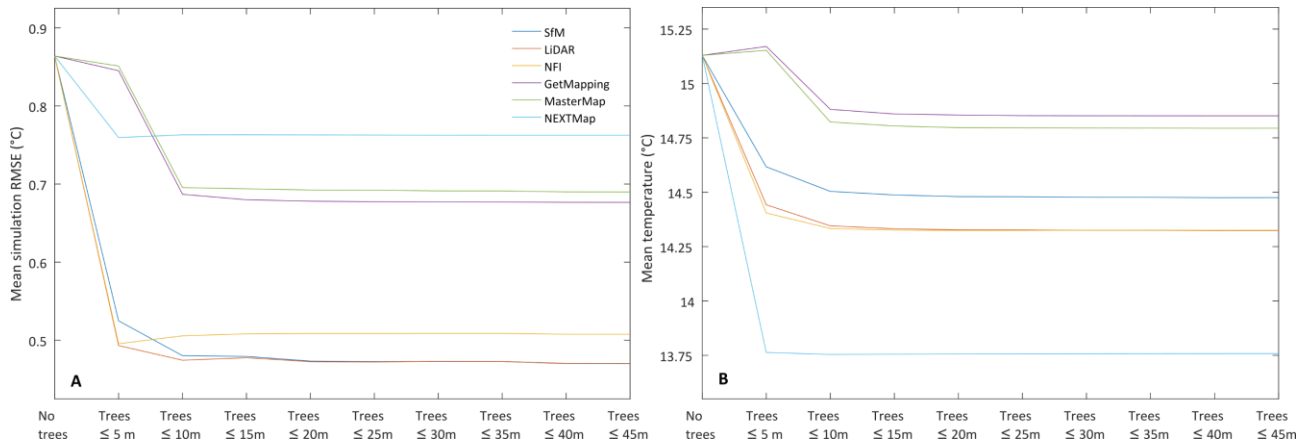 0.9
0.8
0.7
0.6
0.5
Mean simulation RMSE (°C)
SfM
LiDAR
NFI
GetMapping
MasterMap
NEXTMap
A
No trees
Trees ≤ 5 m
Trees ≤ 10m
Trees ≤ 15m
Trees ≤ 20m
Trees ≤ 25m
Trees ≤ 30m
Trees ≤ 35m
Trees ≤ 40m
Trees ≤ 45m
15.25
15
14.75
14.5
14.25
14
13.75
Mean temperature (°C)
B
No trees
Trees ≤ 5 m
Trees ≤ 10m
Trees ≤ 15m
Trees ≤ 20m
Trees ≤ 25m
Trees ≤ 30m
Trees ≤ 35m
Trees ≤ 40m
Trees ≤ 45m